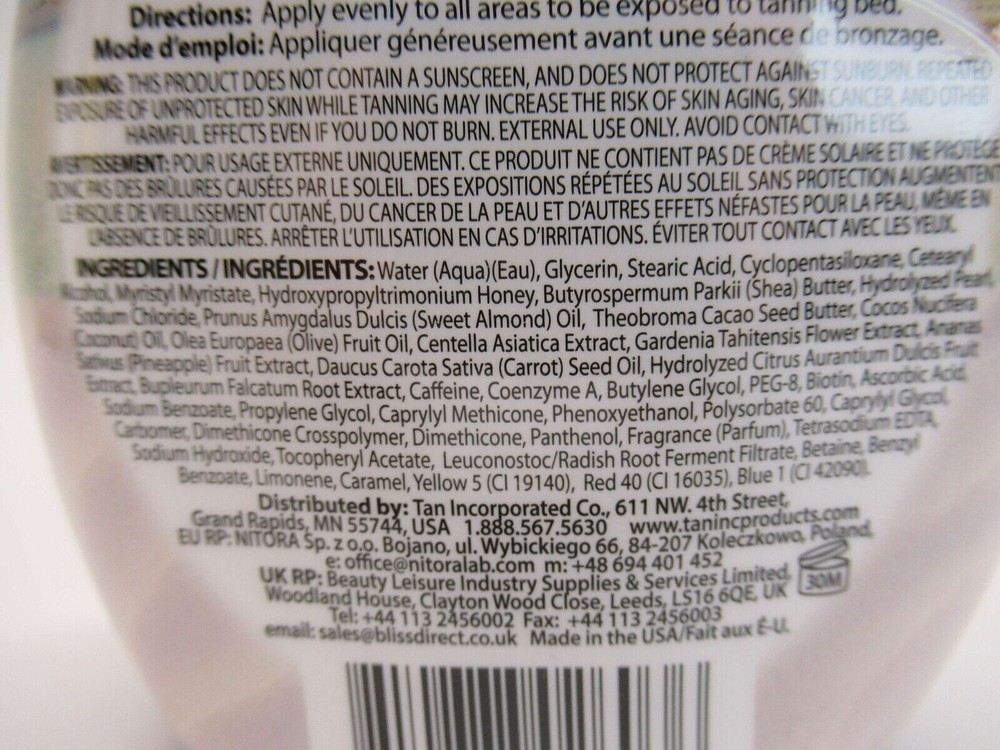 Directions: Apply evenly to all areas to be exposed to tanning bed.
Mode d'emploi: Appliquer généreusement avant une séance de bronzage.
WARNING: THIS PRODUCT DOES NOT CONTAIN A SUNSCREEN, AND DOES NOT PROTECT AGAINST SUNBURN. REPEATED
EXPOSURE OF UNPROTECTED SKIN WHILE TANNING MAY INCREASE THE RISK OF SKIN AGING, SKIN CANCER AND OTHER
HARMFUL EFFECTS EVEN IF YOU DO NOT BURN. EXTERNAL USE ONLY. AVOID CONTACT WITH EYES.
AVERTISSEMENT: POUR USAGE EXTERNE UNIQUEMENT. CE PRODUIT NE CONTIENT PAS DE CRÈME SOLAIRE ET NE PROTÉGE
DONC PAS DES BRÛLURES CAUSÉES PAR LE SOLEIL. DES EXPOSITIONS RÉPÉTÉES AU SOLEIL SANS PROTECTION AUGMENTENT
LE RISQUE DE VIEILLISSEMENT CUTANÉ, DU CANCER DE LA PEAU ET D'AUTRES EFFETS NÉFASTES POUR LA PEAU, MÊME EN
L'ABSENCE DE BRÛLURES. ARRÊTER L'UTILISATION EN CAS D'IRRITATIONS. ÉVITER TOUT CONTACT AVEC LES YEUX.
INGREDIENTS / INGRÉDIENTS: Water (Aqua)(Eau), Glycerin, Stearic Acid, Cyclopentasiloxane, Cetearyl
Alcohol, Myristyl Myristate, Hydroxypropyltrimonium Honey, Butyrospermum Parkii (Shea) Butter, Hydrolyzed Pearl,
Sodium Chloride, Prunus Amygdalus Dulcis (Sweet Almond) Oil, Theobroma Cacao Seed Butter, Cocos Nucifera
(Coconut) Oil, Olea Europaea (Olive) Fruit Oil, Centella Asiatica Extract, Gardenia Tahitensis Flower Extract, Ananas
Sativus (Pineapple) Fruit Extract, Daucus Carota Sativa (Carrot) Seed Oil, Hydrolyzed Citrus Aurantium Dulcis Fruit
Extract, Bupleurum Falcatum Root Extract, Caffeine, Coenzyme A, Butylene Glycol, PEG-8, Biotin, Ascorbic Acid,
Sodium Benzoate, Propylene Glycol, Caprylyl Methicone, Phenoxyethanol, Polysorbate 60, Caprylyl Glycol,
Carbomer, Dimethicone Crosspolymer, Dimethicone, Panthenol, Fragrance (Parfum), Tetrasodium EDTA,
Sodium Hydroxide, Tocopheryl Acetate, Leuconostoc/Radish Root Ferment Filtrate, Betaine, Benzyl
Benzoate, Limonene, Caramel, Yellow 5 (CI 19140), Red 40 (CI 16035), Blue 1 (CI 42090).
Distributed by: Tan Incorporated Co., 611 NW. 4th Street,
Grand Rapids, MN 55744, USA 1.888.567.5630 www.tanincproducts.com
EU RP: NITORA Sp. z o.o. Bojano, ul. Wybickiego 66, 84-207 Koleczkowo, Poland,
e: office@nitoralab.com m: +48 694 401 452
UK RP: Beauty Leisure Industry Supplies & Services Limited,
Woodland House, Clayton Wood Close, Leeds, LS16 6QE, UK
Tel: +44 113 2456002 Fax: +44 113 2456003
email: sales@blissdirect.co.uk Made in the USA/Fait aux É-U.
30M